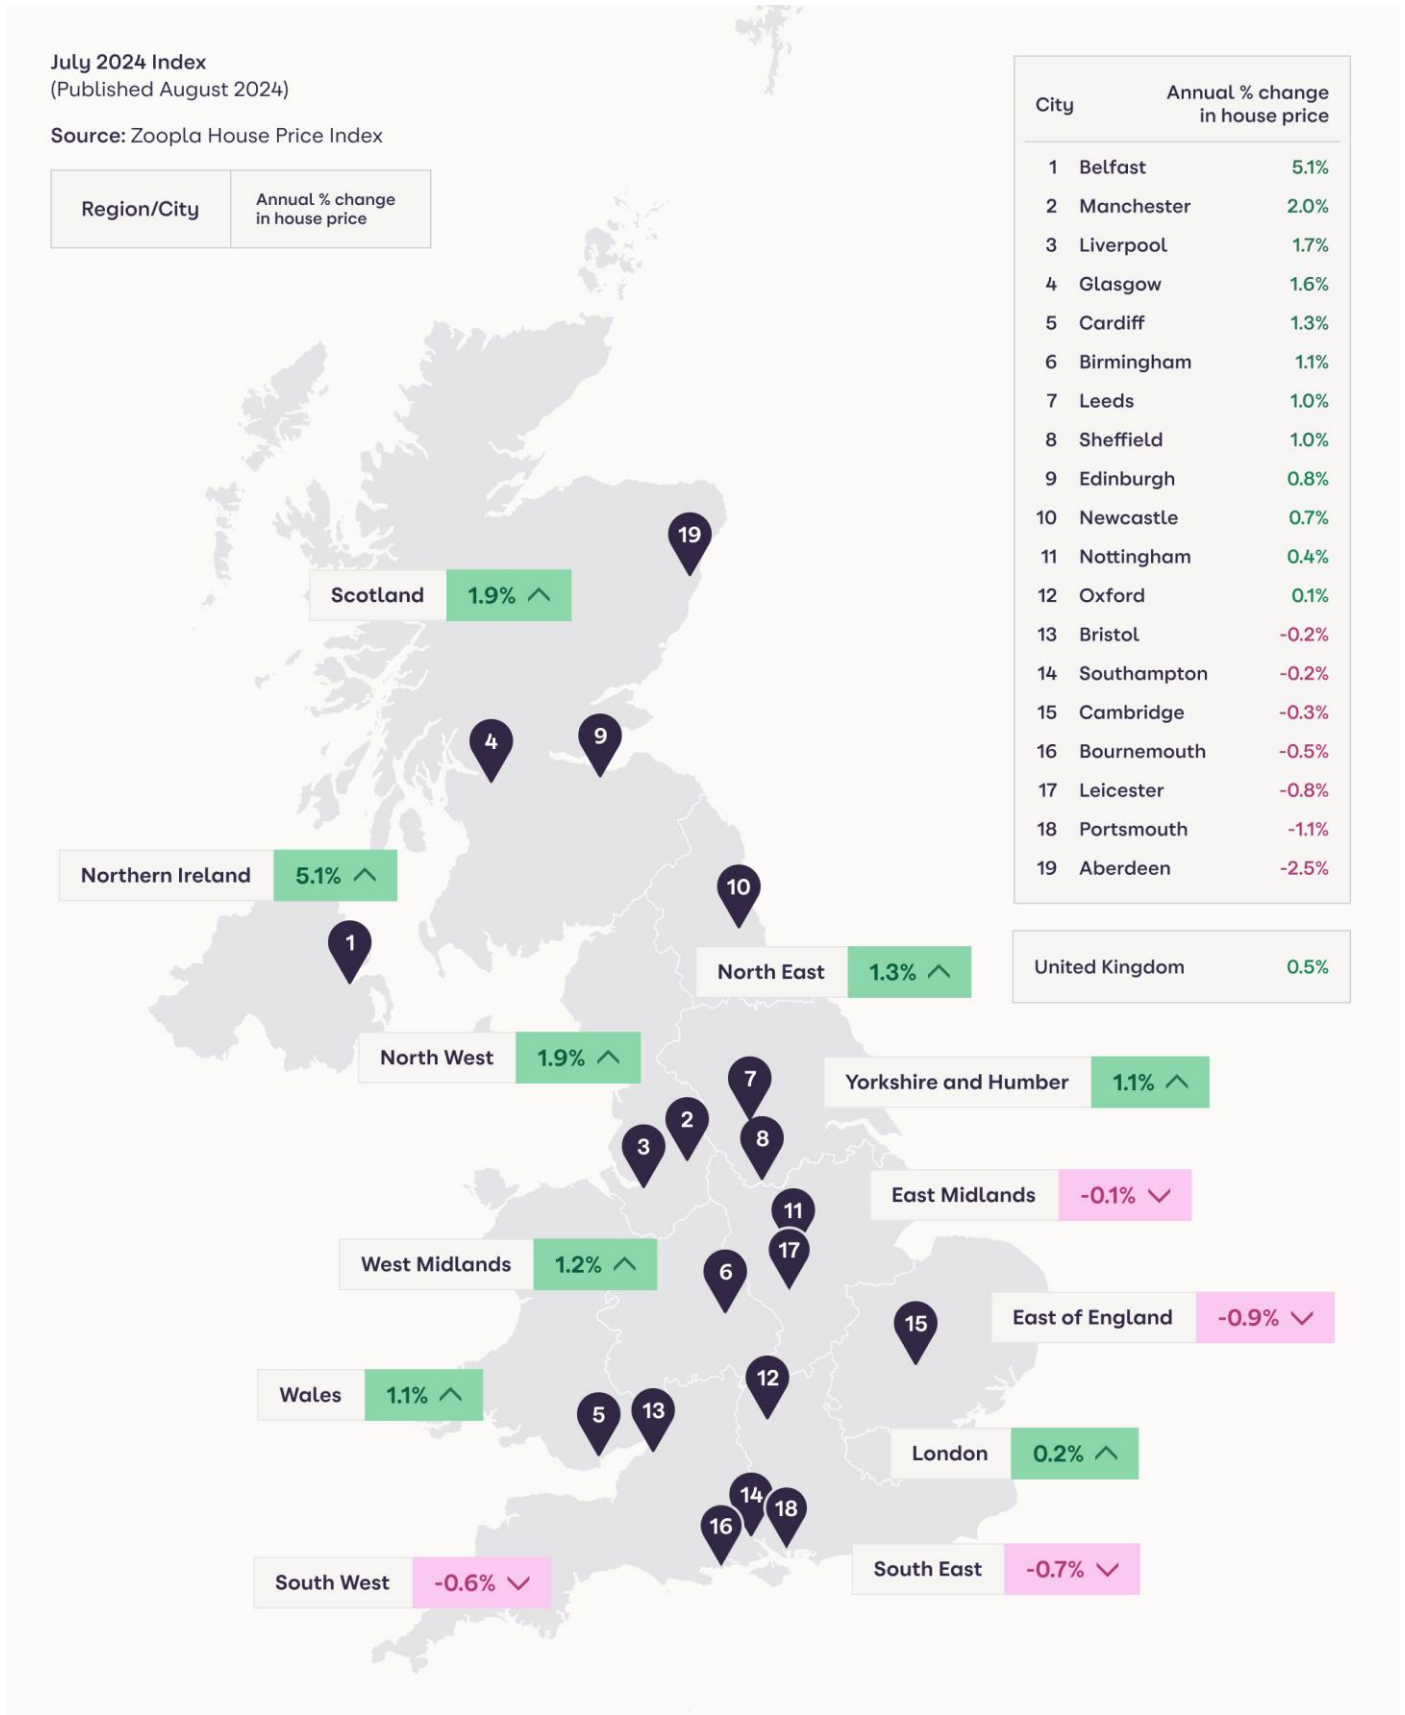 July 2024 Index
(Published August 2024)
Source: Zoopla House Price Index
Region/City
Annual % change
in house price
City
Annual % change
in house price
1 Belfast 5.1%
2 Manchester 2.0%
3 Liverpool 1.7%
4 Glasgow 1.6%
5 Cardiff 1.3%
6 Birmingham 1.1%
7 Leeds 1.0%
8 Sheffield 1.0%
9 Edinburgh 0.8%
10 Newcastle 0.7%
11 Nottingham 0.4%
12 Oxford 0.1%
13 Bristol -0.2%
14 Southampton -0.2%
15 Cambridge -0.3%
16 Bournemouth -0.5%
17 Leicester -0.8%
18 Portsmouth -1.1%
19 Aberdeen -2.5%
United Kingdom 0.5%
19
Scotland 1.9%
4
9
Northern Ireland 5.1%
10
1
North East 1.3%
North West 1.9%
7
Yorkshire and Humber 1.1%
2
8
3
East Midlands -0.1%
11
17
West Midlands 1.2%
6
East of England -0.9%
15
12
Wales 1.1%
5
13
London 0.2%
14
18
16
South East -0.7%
South West -0.6%